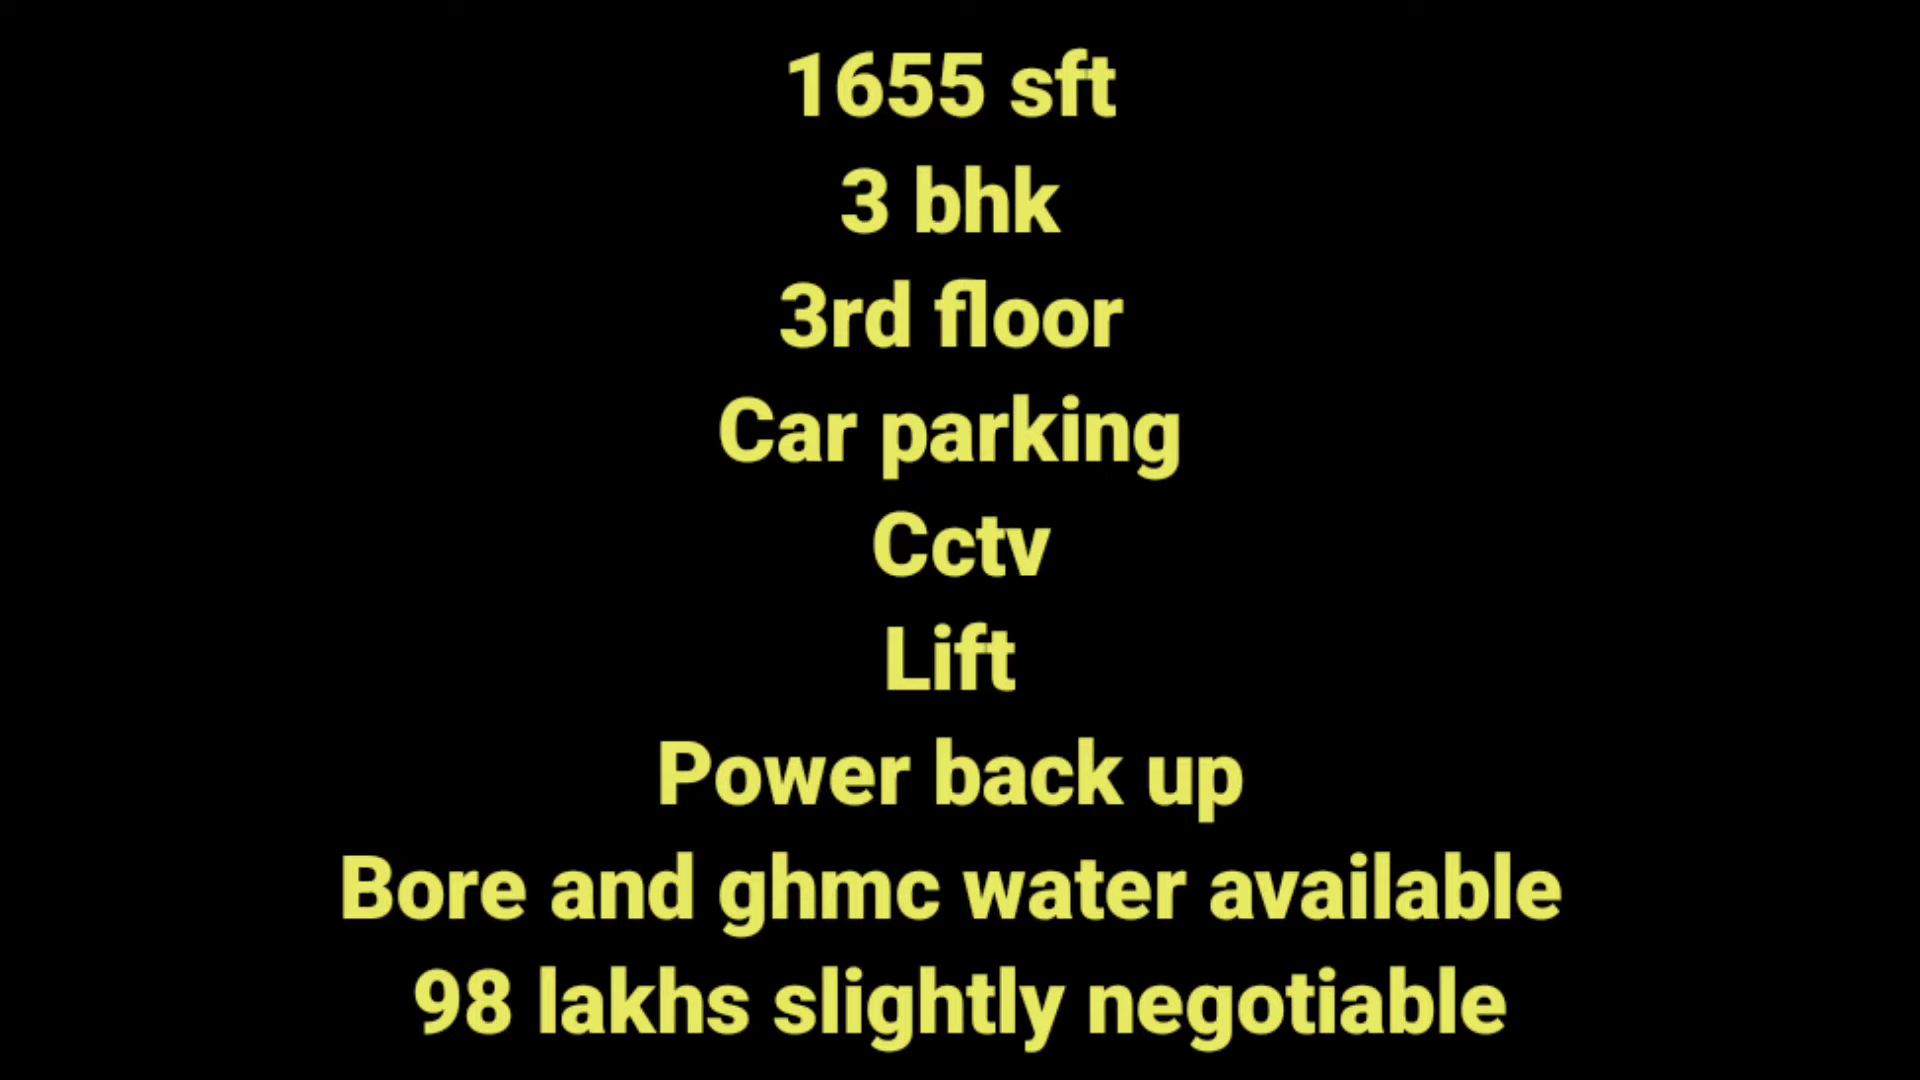 1655 sft
3 bhk
3rd floor
Car parking
Cctv
Lift
Power back up
Bore and ghmc water available
98 lakhs slightly negotiable